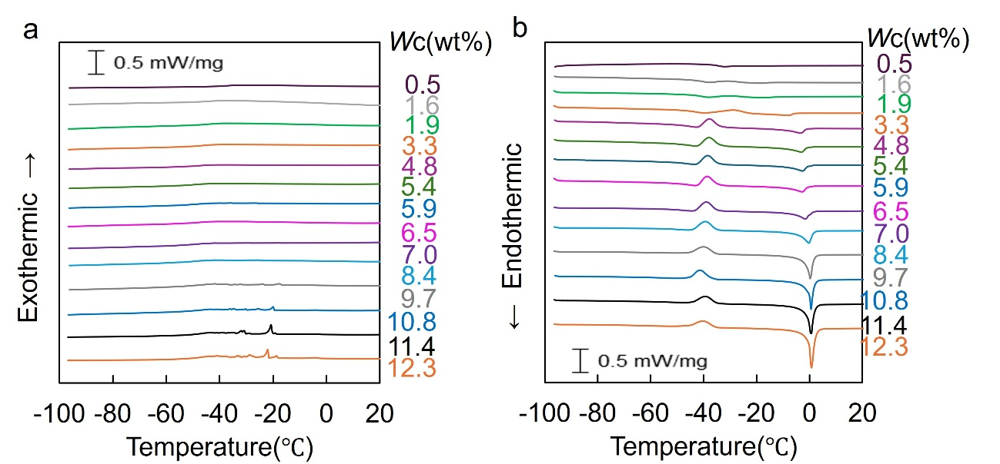 a
Wc(wt%)
0.5 mW/mg
0.5
1.6
1.9
3.3
4.8
5.4
5.9
6.5
7.0
8.4
9.7
10.8
11.4
12.3
Exothermic →
-100 -80 -60 -40 -20 0 20
Temperature(°C)
b
Wc(wt%)
0.5
1.6
1.9
3.3
4.8
5.4
5.9
6.5
7.0
8.4
9.7
10.8
11.4
12.3
← Endothermic
0.5 mW/mg
-100 -80 -60 -40 -20 0 20
Temperature(°C)